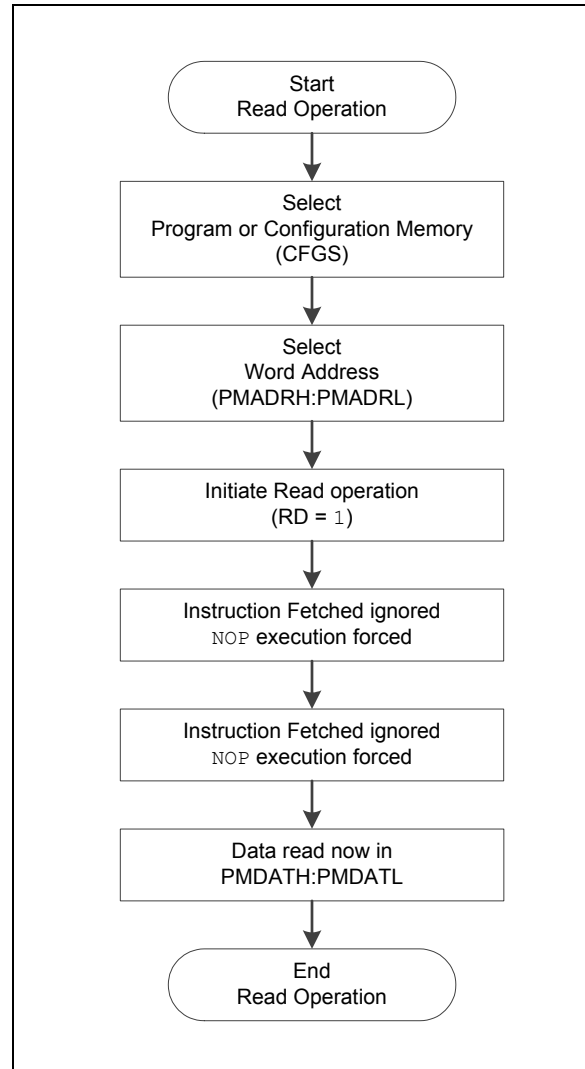 Start
Read Operation
Select
Program or Configuration Memory
(CFGS)
Select
Word Address
(PMADRH:PMADRL)
Initiate Read operation
(RD = 1)
Instruction Fetched ignored
NOP execution forced
Instruction Fetched ignored
NOP execution forced
Data read now in
PMDATH:PMDATL
End
Read Operation